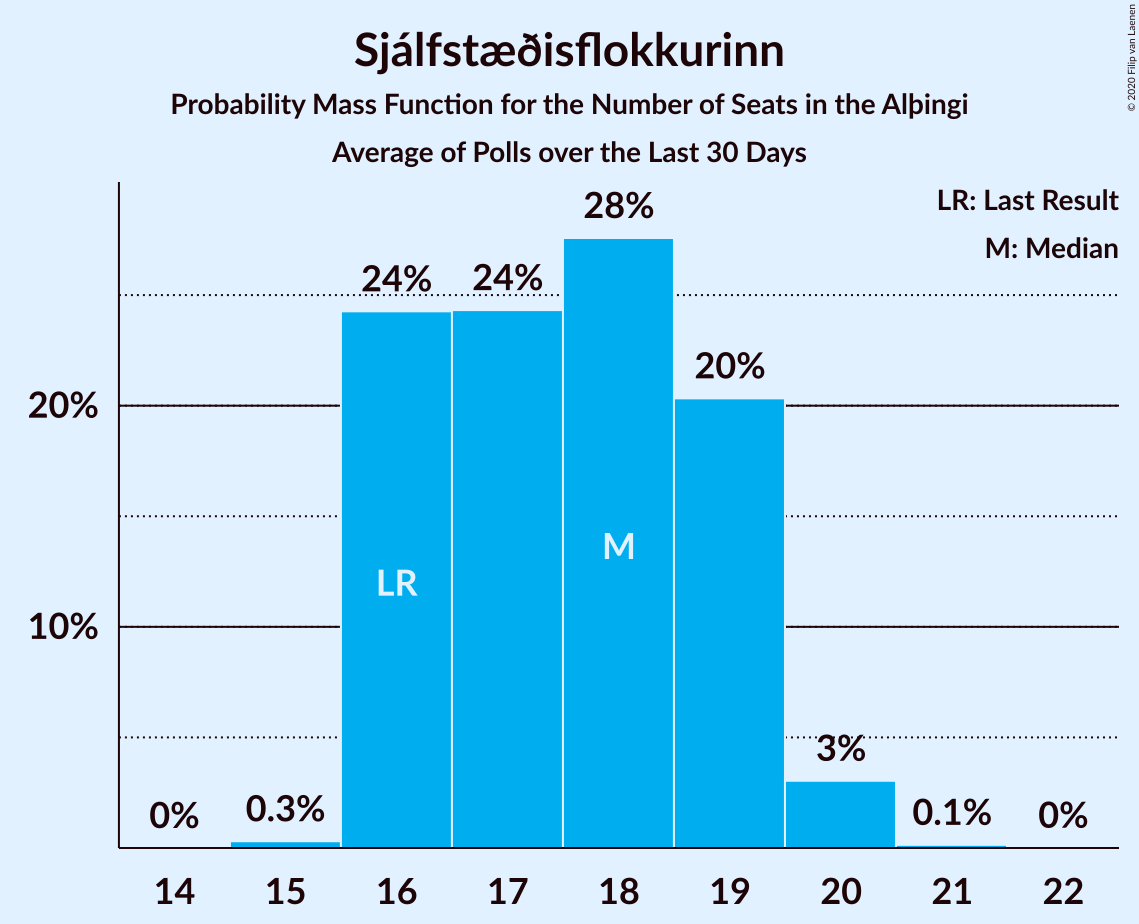 Sjálfstæðisflokkurinn
Probability Mass Function for the Number of Seats in the Alþingi
Average of Polls over the Last 30 Days
© 2020 Filip van Laenen
LR: Last Result
M: Median
28%
24%
24%
20%
20%
M
LR
10%
3%
0%
0.3%
0.1%
0%
14 15 16 17 18 19 20 21 22